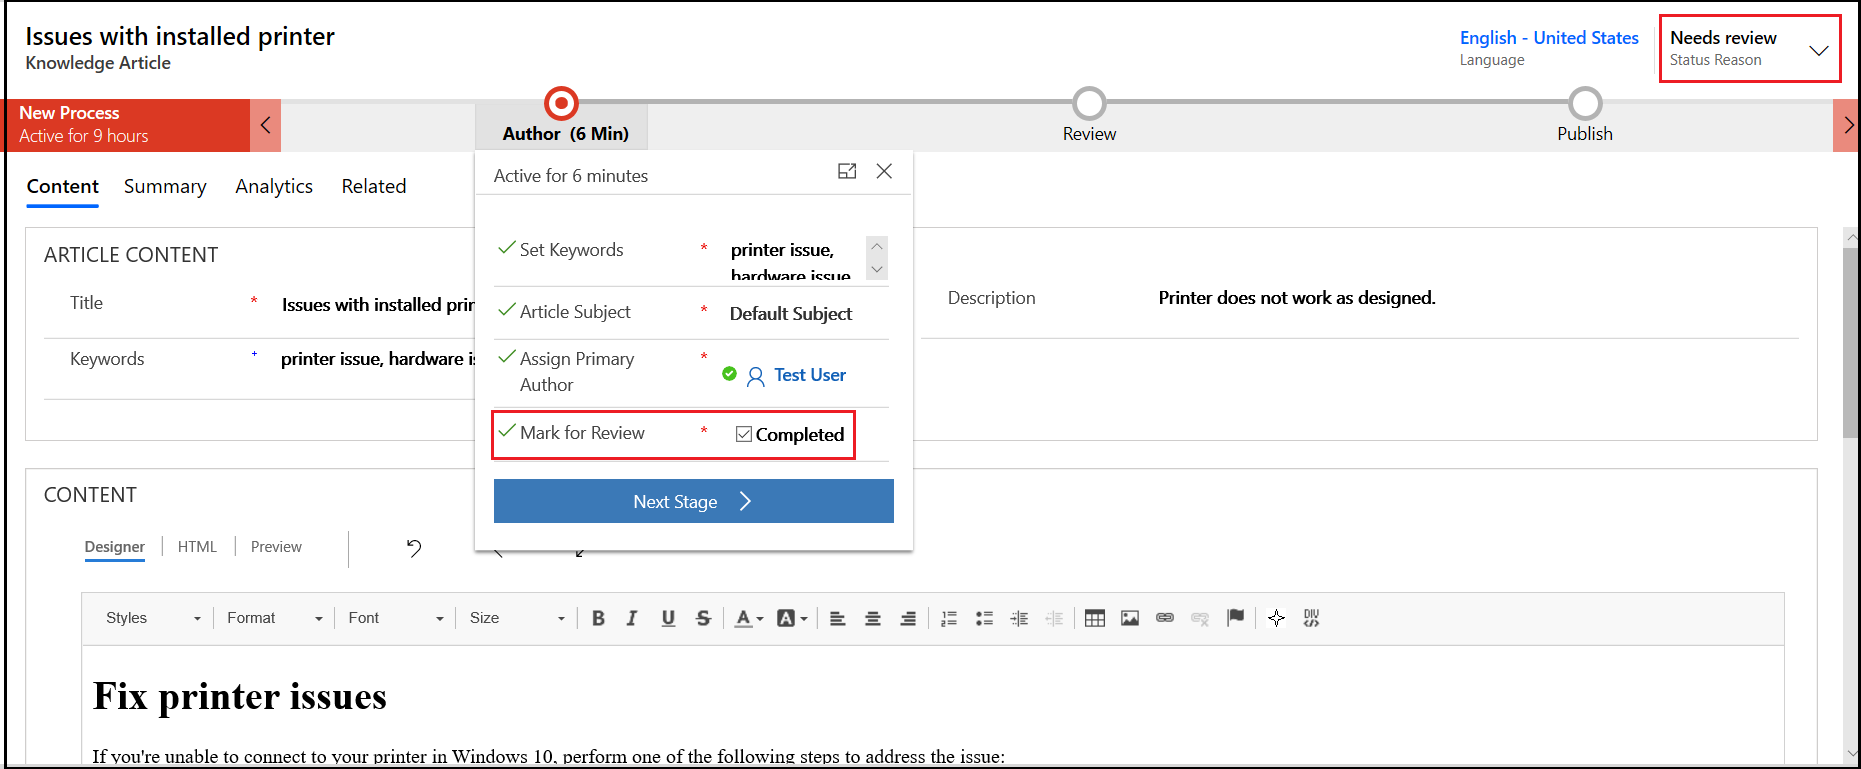 Issues with installed printer
Knowledge Article
English - United States
Language
Needs review
Status Reason
New Process
Active for 9 hours
Author (6 Min)
Review
Publish
Content Summary Analytics Related
Active for 6 minutes
Set Keywords * printer issue,
hardware issue
Article Subject * Default Subject
Assign Primary
Author
* Test User
Mark for Review * Completed
Next Stage
ARTICLE CONTENT
Title * Issues with installed prin
Keywords + printer issue, hardware is
Description Printer does not work as designed.
CONTENT
Designer HTML Preview
Styles Format Font Size B I U S A A
DIV
Fix printer issues
If you're unable to connect to your printer in Windows 10, perform one of the following steps to address the issue: